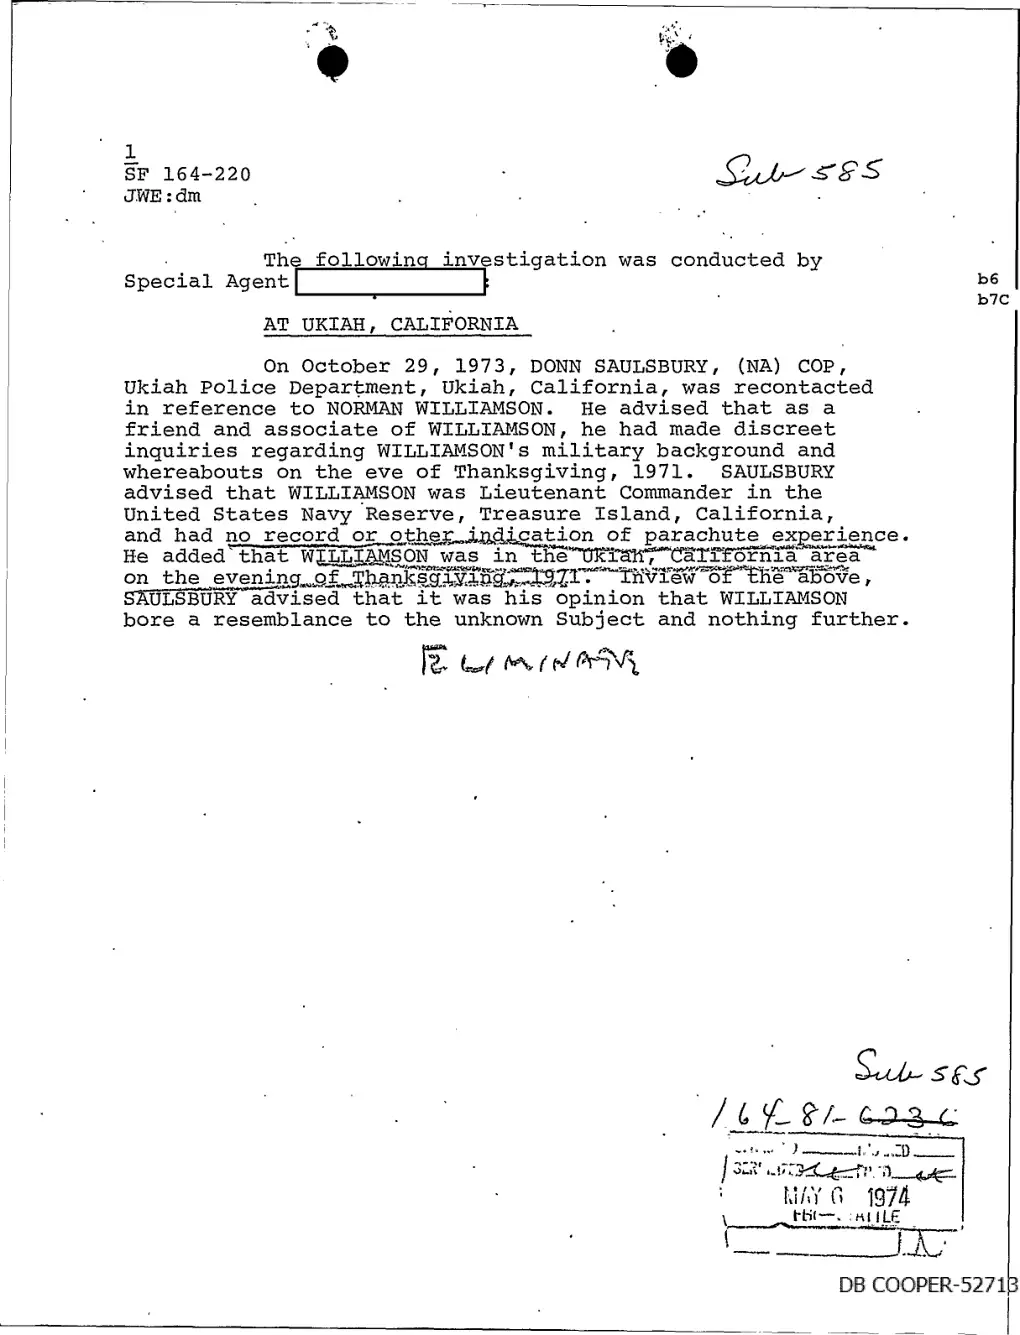 1
SF 164-220
JWE:dm
Sub 585
The following investigation was conducted by
Special Agent :
b6
b7C
AT UKIAH, CALIFORNIA
On October 29, 1973, DONN SAULSBURY, (NA) COP,
Ukiah Police Department, Ukiah, California, was recontacted
in reference to NORMAN WILLIAMSON. He advised that as a
friend and associate of WILLIAMSON, he had made discreet
inquiries regarding WILLIAMSON's military background and
whereabouts on the eve of Thanksgiving, 1971. SAULSBURY
advised that WILLIAMSON was Lieutenant Commander in the
United States Navy Reserve, Treasure Island, California,
and had no record or other indication of parachute experience.
He added that WILLIAMSON was in the Ukiah, California area
on the evening of Thanksgiving, 1971. Inview of the above,
SAULSBURY advised that it was his opinion that WILLIAMSON
bore a resemblance to the unknown Subject and nothing further.
Sub 585
164-81-6236
MAY 6 1974
DB COOPER-52713